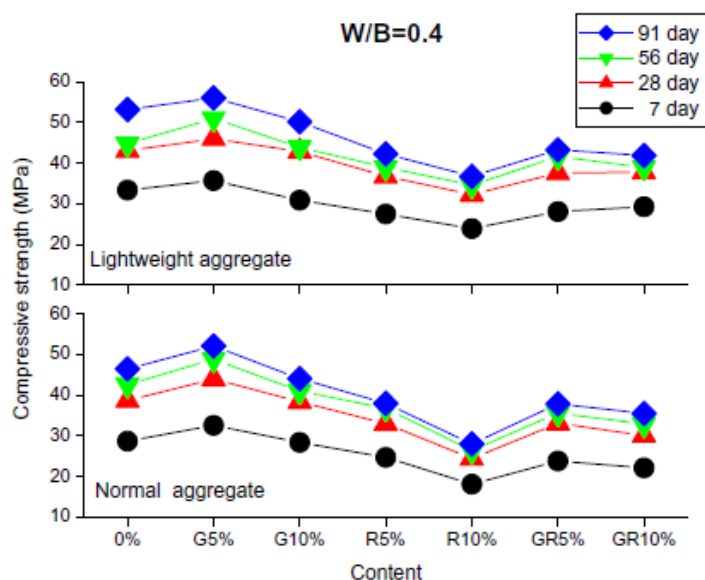 W/B=0.4
91 day
56 day
28 day
7 day
Compressive strength (MPa)
60
50
40
30
20
10
Lightweight aggregate
60
50
40
30
20
10
Normal aggregate
0% G5% G10% R5% R10% GR5% GR10%
Content